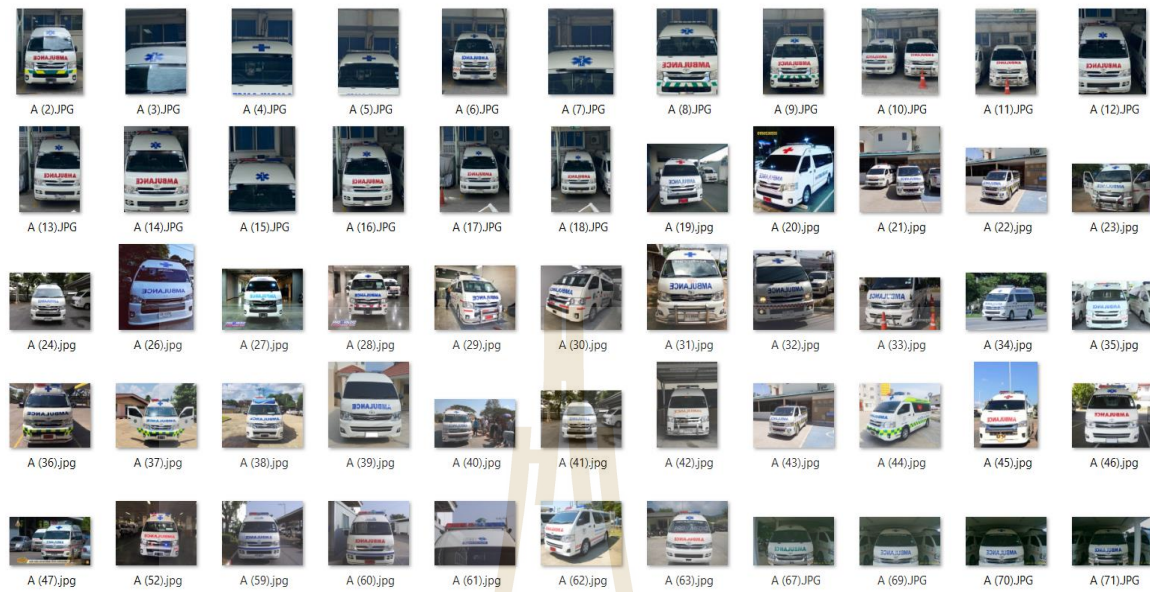 A (2).JPG A (3).JPG A (4).JPG A (5).JPG A (6).JPG A (7).JPG A (8).JPG A (9).JPG A (10).JPG A (11).JPG A (12).JPG
A (13).JPG A (14).JPG A (15).JPG A (16).JPG A (17).JPG A (18).JPG A (19).jpg A (20).jpg A (21).jpg A (22).jpg A (23).jpg
A (24).jpg A (26).jpg A (27).jpg A (28).jpg A (29).jpg A (30).jpg A (31).jpg A (32).jpg A (33).jpg A (34).jpg A (35).jpg
A (36).jpg A (37).jpg A (38).jpg A (39).jpg A (40).jpg A (41).jpg A (42).jpg A (43).jpg A (44).jpg A (45).jpg A (46).jpg
A (47).jpg A (52).jpg A (59).jpg A (60).jpg A (61).jpg A (62).jpg A (63).jpg A (67).JPG A (69).JPG A (70).JPG A (71).JPG